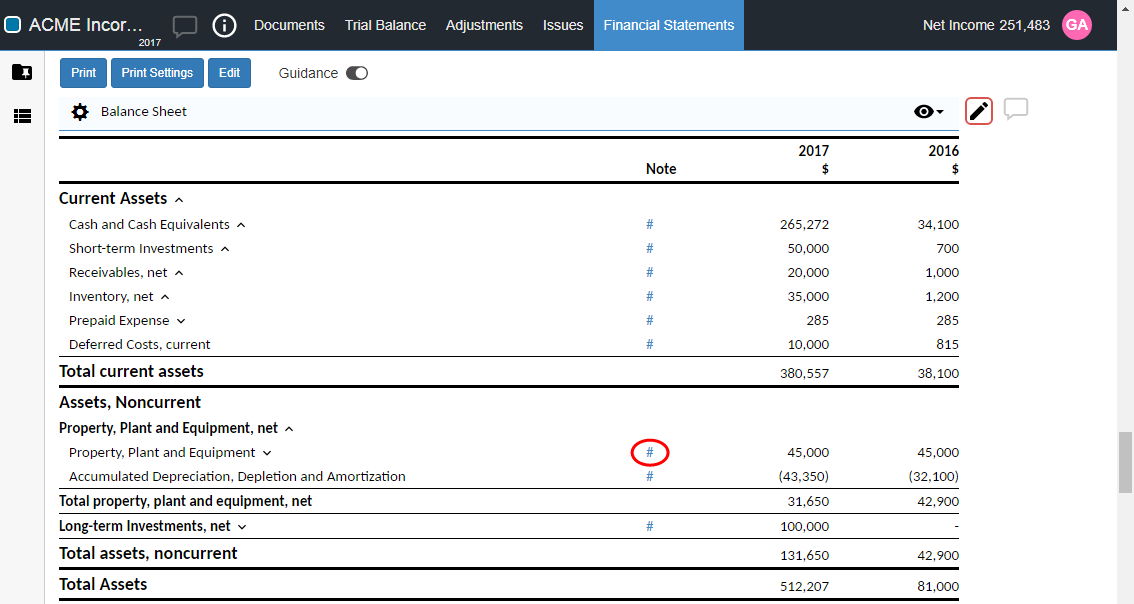 ACME Incor... 2017 Documents Trial Balance Adjustments Issues Financial Statements Net Income 251,483 GA
Print Print Settings Edit Guidance
Balance Sheet
2017 2016
Note $ $
Current Assets
Cash and Cash Equivalents # 265,272 34,100
Short-term Investments # 50,000 700
Receivables, net # 20,000 1,000
Inventory, net # 35,000 1,200
Prepaid Expense # 285 285
Deferred Costs, current # 10,000 815
Total current assets 380,557 38,100
Assets, Noncurrent
Property, Plant and Equipment, net
Property, Plant and Equipment # 45,000 45,000
Accumulated Depreciation, Depletion and Amortization # (43,350) (32,100)
Total property, plant and equipment, net 31,650 42,900
Long-term Investments, net # 100,000 -
Total assets, noncurrent 131,650 42,900
Total Assets 512,207 81,000